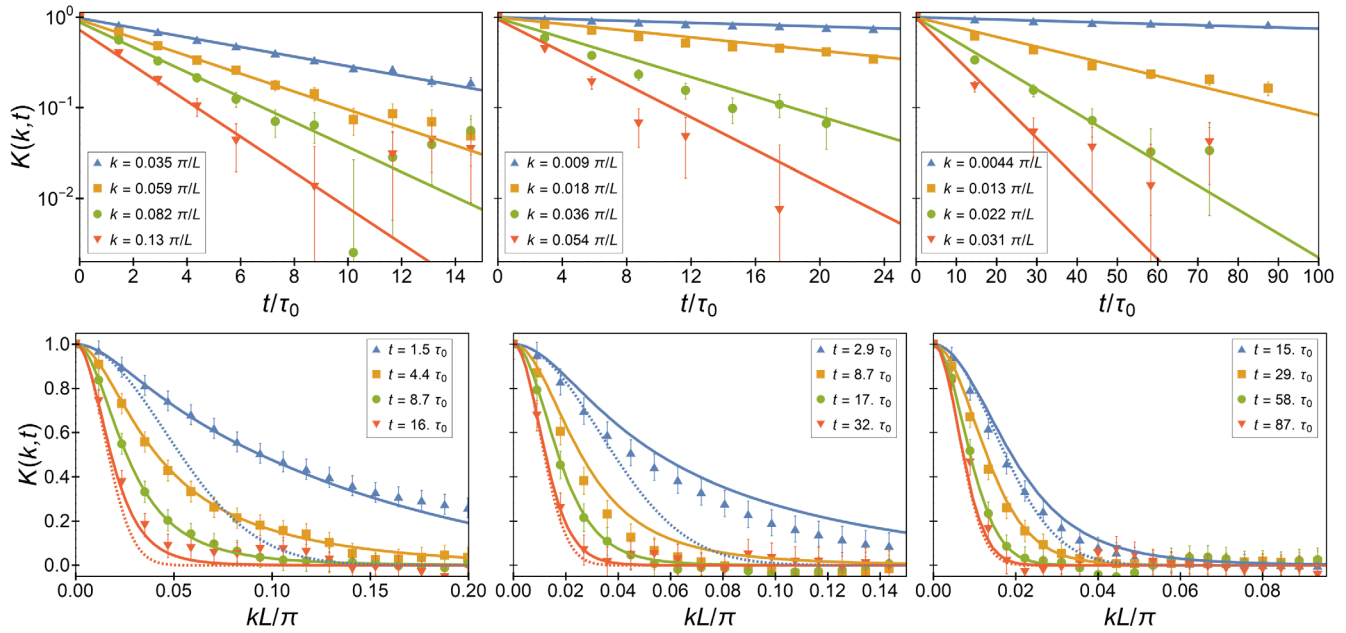 K(k,t)
10⁰
10⁻¹
10⁻²
k = 0.035 π/L
k = 0.059 π/L
k = 0.082 π/L
k = 0.13 π/L
0 2 4 6 8 10 12 14
t/τ₀
k = 0.009 π/L
k = 0.018 π/L
k = 0.036 π/L
k = 0.054 π/L
0 4 8 12 16 20 24
t/τ₀
k = 0.0044 π/L
k = 0.013 π/L
k = 0.022 π/L
k = 0.031 π/L
0 10 20 30 40 50 60 70 80 90 100
t/τ₀
K(k,t)
1.0
0.8
0.6
0.4
0.2
0.0
t = 1.5 τ₀
t = 4.4 τ₀
t = 8.7 τ₀
t = 16. τ₀
0.00 0.05 0.10 0.15 0.20
kL/π
t = 2.9 τ₀
t = 8.7 τ₀
t = 17. τ₀
t = 32. τ₀
0.00 0.02 0.04 0.06 0.08 0.10 0.12 0.14
kL/π
t = 15. τ₀
t = 29. τ₀
t = 58. τ₀
t = 87. τ₀
0.00 0.02 0.04 0.06 0.08
kL/π